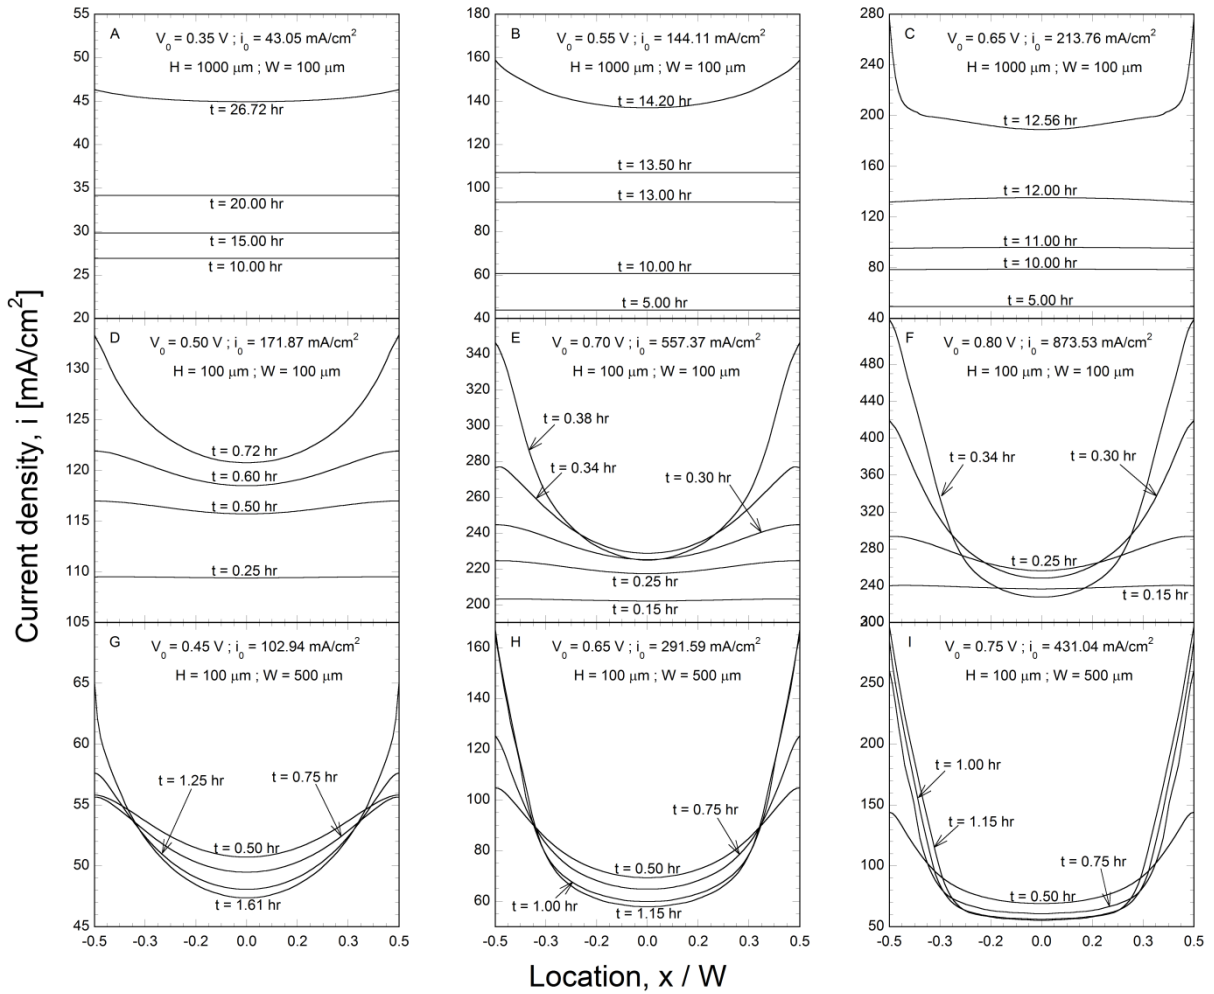 Current density, i [mA/cm²]
A
V₀ = 0.35 V ; i₀ = 43.05 mA/cm²
H = 1000 μm ; W = 100 μm
t = 26.72 hr
t = 20.00 hr
t = 15.00 hr
t = 10.00 hr
55
50
45
40
35
30
25
20
B
V₀ = 0.55 V ; i₀ = 144.11 mA/cm²
H = 1000 μm ; W = 100 μm
t = 14.20 hr
t = 13.50 hr
t = 13.00 hr
t = 10.00 hr
t = 5.00 hr
180
160
140
120
100
80
60
40
C
V₀ = 0.65 V ; i₀ = 213.76 mA/cm²
H = 1000 μm ; W = 100 μm
t = 12.56 hr
t = 12.00 hr
t = 11.00 hr
t = 10.00 hr
t = 5.00 hr
280
240
200
160
120
80
40
D
V₀ = 0.50 V ; i₀ = 171.87 mA/cm²
H = 100 μm ; W = 100 μm
t = 0.72 hr
t = 0.60 hr
t = 0.50 hr
t = 0.25 hr
130
125
120
115
110
105
E
V₀ = 0.70 V ; i₀ = 557.37 mA/cm²
H = 100 μm ; W = 100 μm
t = 0.38 hr
t = 0.34 hr
t = 0.30 hr
t = 0.25 hr
t = 0.15 hr
340
320
300
280
260
240
220
200
F
V₀ = 0.80 V ; i₀ = 873.53 mA/cm²
H = 100 μm ; W = 100 μm
t = 0.34 hr
t = 0.30 hr
t = 0.25 hr
t = 0.15 hr
480
440
400
360
320
280
240
G
V₀ = 0.45 V ; i₀ = 102.94 mA/cm²
H = 100 μm ; W = 500 μm
t = 1.25 hr
t = 0.75 hr
t = 0.50 hr
t = 1.61 hr
65
60
55
50
45
-0.5 -0.3 0.0 0.3 0.5
H
V₀ = 0.65 V ; i₀ = 291.59 mA/cm²
H = 100 μm ; W = 500 μm
t = 0.75 hr
t = 0.50 hr
t = 1.00 hr
t = 1.15 hr
160
140
120
100
80
60
-0.5 -0.3 0.0 0.2 0.5
I
V₀ = 0.75 V ; i₀ = 431.04 mA/cm²
H = 100 μm ; W = 500 μm
t = 1.00 hr
t = 1.15 hr
t = 0.75 hr
t = 0.50 hr
250
200
150
100
50
-0.5 -0.3 0.0 0.2 0.5
Location, x / W